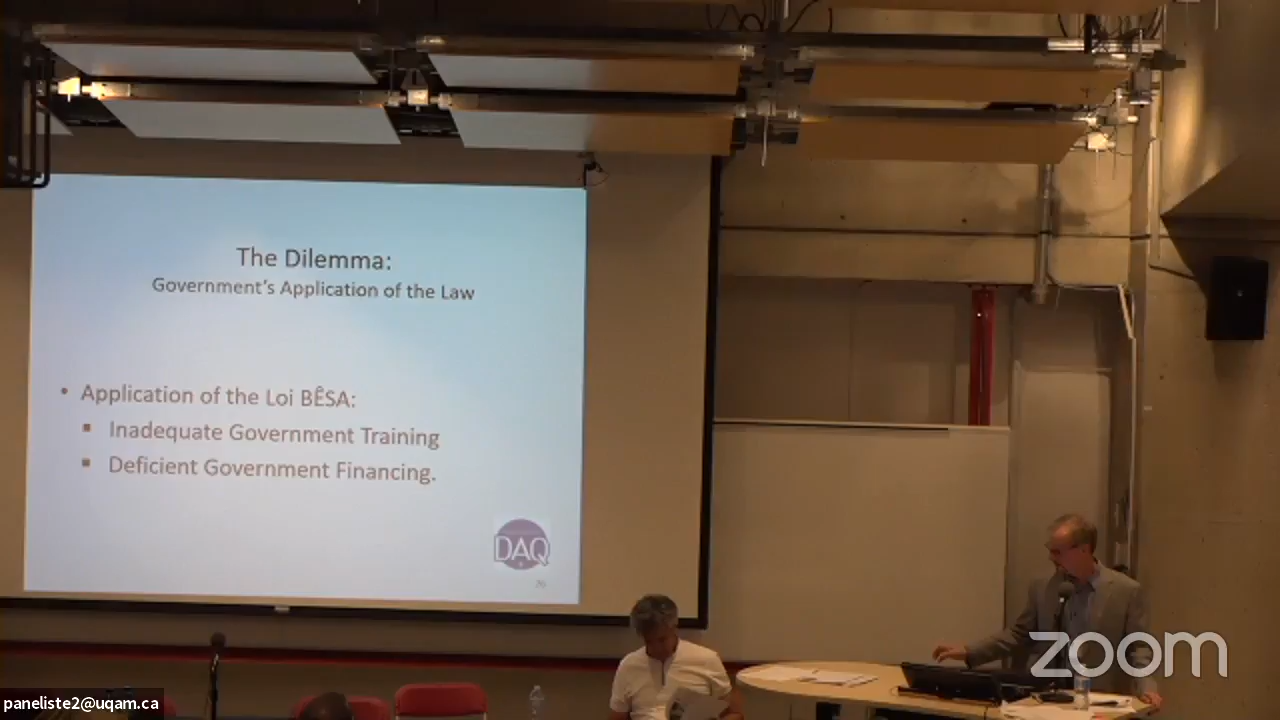 The Dilemma:
Government's Application of the Law
• Application of the Loi BÊSA:
▪ Inadequate Government Training
▪ Deficient Government Financing.
DAQ
zoom
paneliste2@uqam.ca